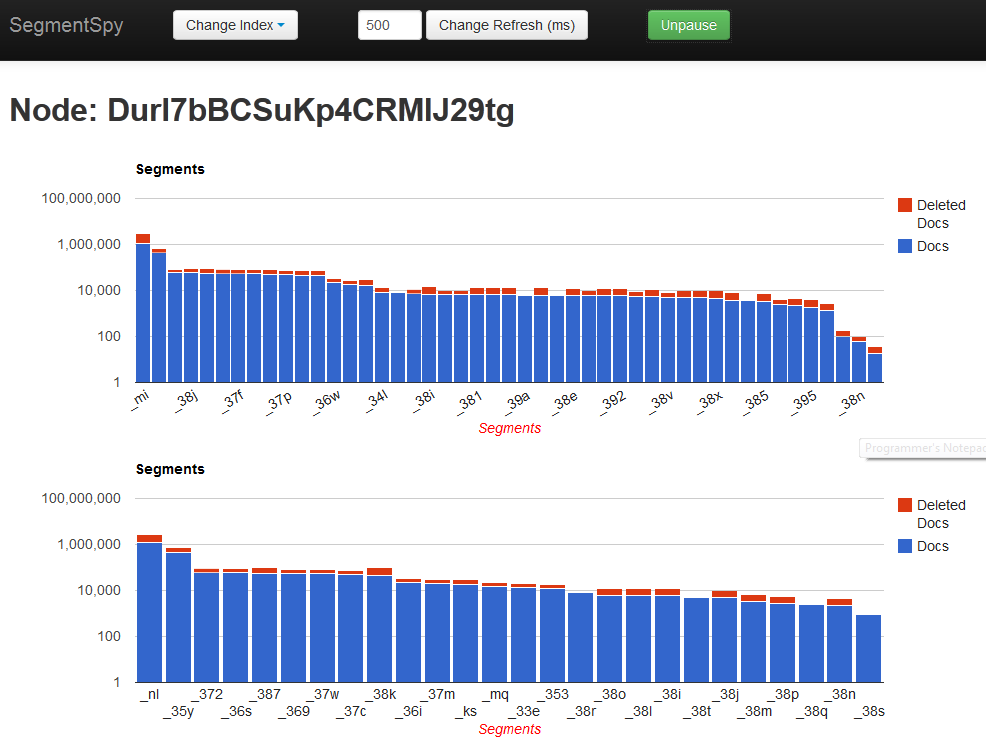 SegmentSpy Change Index 500 Change Refresh (ms) Unpause
Node: DurI7bBCSuKp4CRMIJ29tg
Segments
100,000,000
1,000,000
10,000
100
1
Deleted
Docs
Docs
_mi _38j _37f _37p _36w _34l _38i _381 _39a _38e _392 _38v _38x _385 _395 _38n
Segments
Programmer's Notepad
Segments
100,000,000
1,000,000
10,000
100
1
Deleted
Docs
Docs
_nl _372 _387 _37w _38k _37m _mq _353 _38o _38i _38j _38p _38n
_35y _36s _369 _37c _36i _ks _33e _38r _38l _38t _38m _38q _38s
Segments